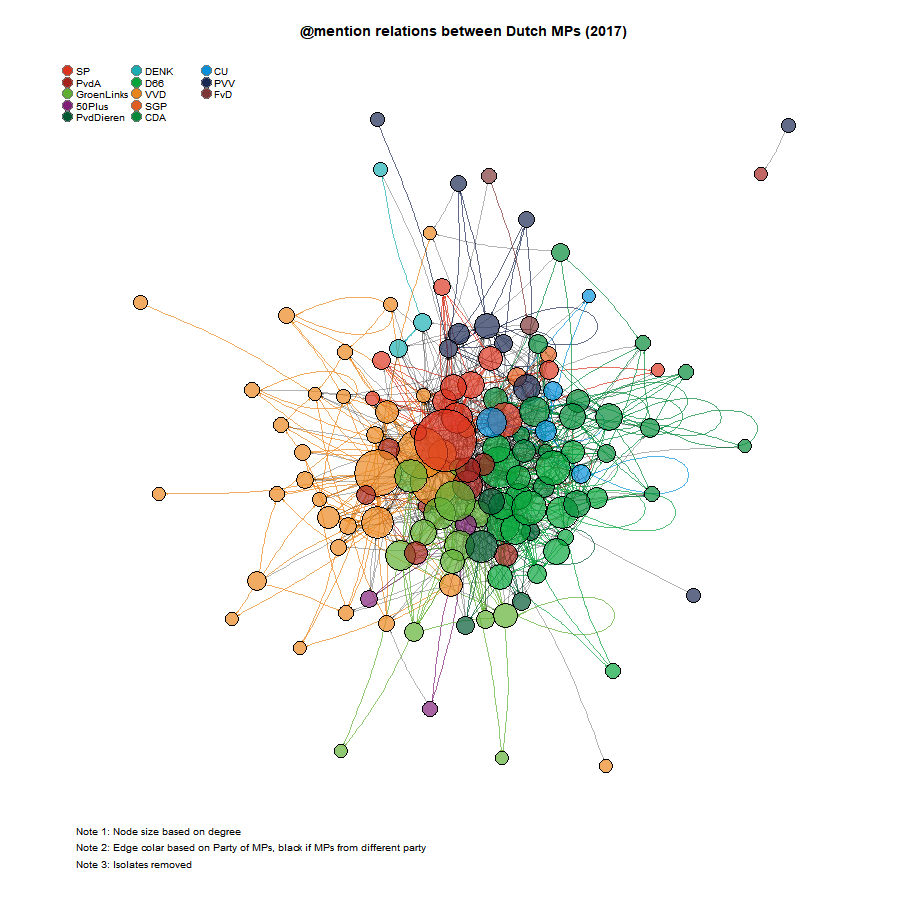 @mention relations between Dutch MPs (2017)
SP DENK CU
PvdA D66 PVV
GroenLinks VVD FvD
50Plus SGP
PvdDieren CDA
Note 1: Node size based on degree
Note 2: Edge colar based on Party of MPs, black if MPs from different party
Note 3: Isolates removed